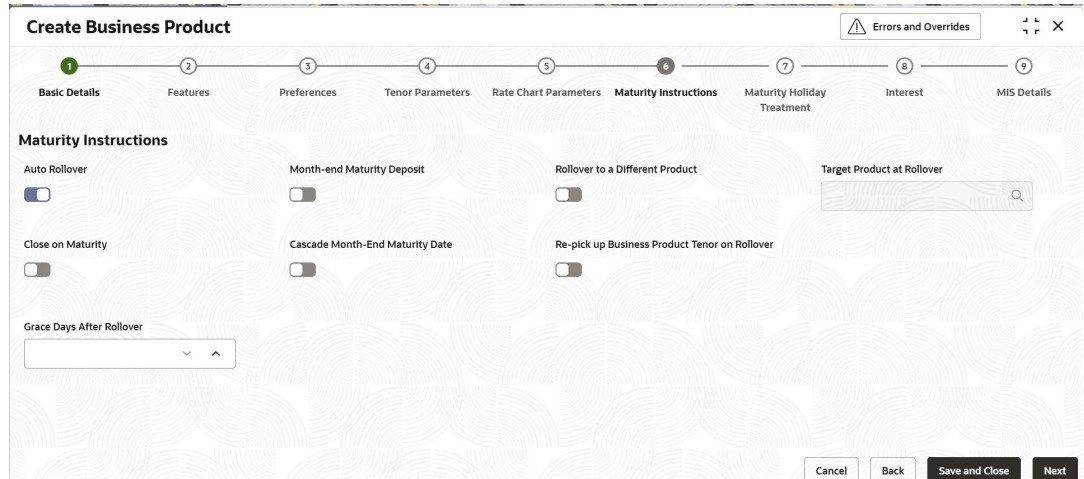 Create Business Product
Errors and Overrides
1 2 3 4 5 6 7 8 9
Basic Details Features Preferences Tenor Parameters Rate Chart Parameters Maturity Instructions Maturity Holiday Treatment Interest MIS Details
Maturity Instructions
Auto Rollover Month-end Maturity Deposit Rollover to a Different Product Target Product at Rollover
Close on Maturity Cascade Month-End Maturity Date Re-pick up Business Product Tenor on Rollover
Grace Days After Rollover
Cancel Back Save and Close Next